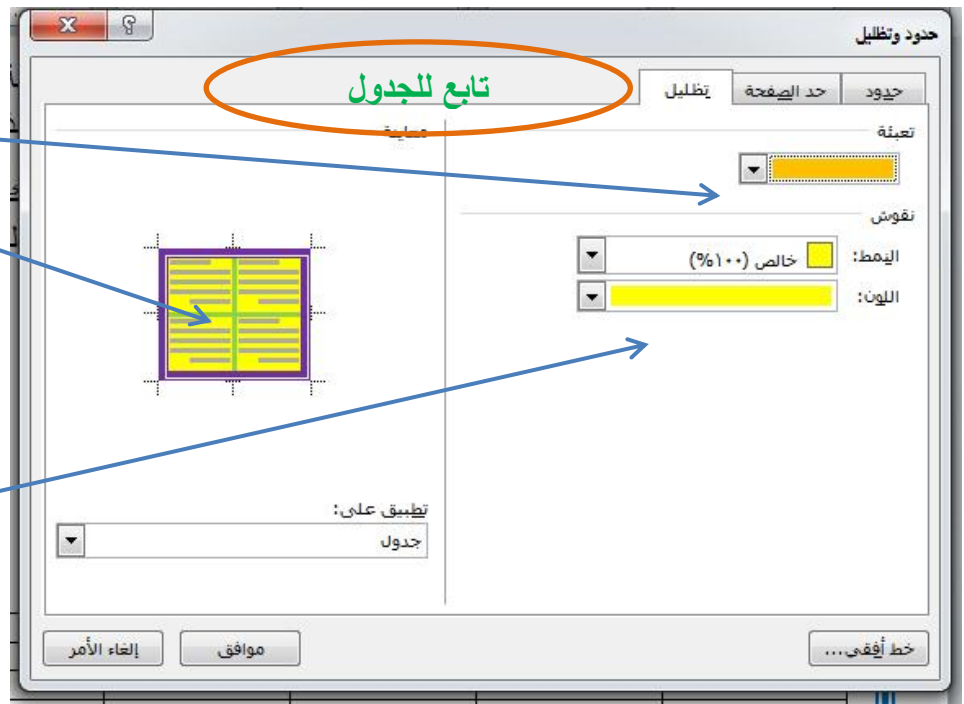 حدود وتظليل
تابع للجدول
حدود
حد الصفحة
تظليل
تعبئة
معاينة
نقوش
النمط:
خالص (١٠٠%)
اللون:
تطبيق على:
جدول
خط أفقي...
موافق
إلغاء الأمر